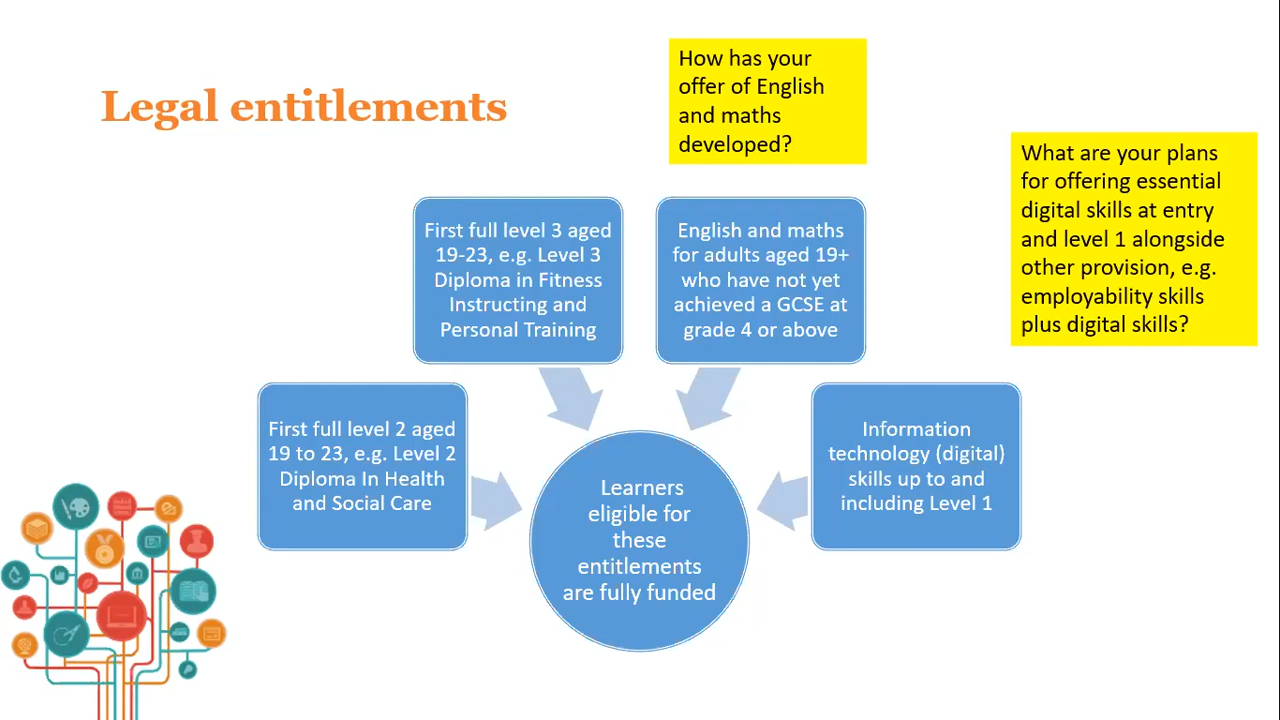 Legal entitlements
How has your
offer of English
and maths
developed?
What are your plans
for offering essential
digital skills at entry
and level 1 alongside
other provision, e.g.
employability skills
plus digital skills?
First full level 3 aged
19-23, e.g. Level 3
Diploma in Fitness
Instructing and
Personal Training
English and maths
for adults aged 19+
who have not yet
achieved a GCSE at
grade 4 or above
First full level 2 aged
19 to 23, e.g. Level 2
Diploma In Health
and Social Care
Information
technology (digital)
skills up to and
including Level 1
Learners
eligible for
these
entitlements
are fully funded